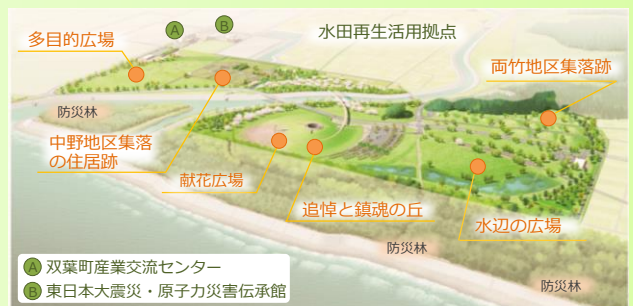 A
B
水田再生活用拠点
多目的広場
両竹地区集落跡
防災林
中野地区集落
の住居跡
献花広場
追悼と鎮魂の丘
水辺の広場
防災林
防災林
A 双葉町産業交流センター
B 東日本大震災・原子力災害伝承館